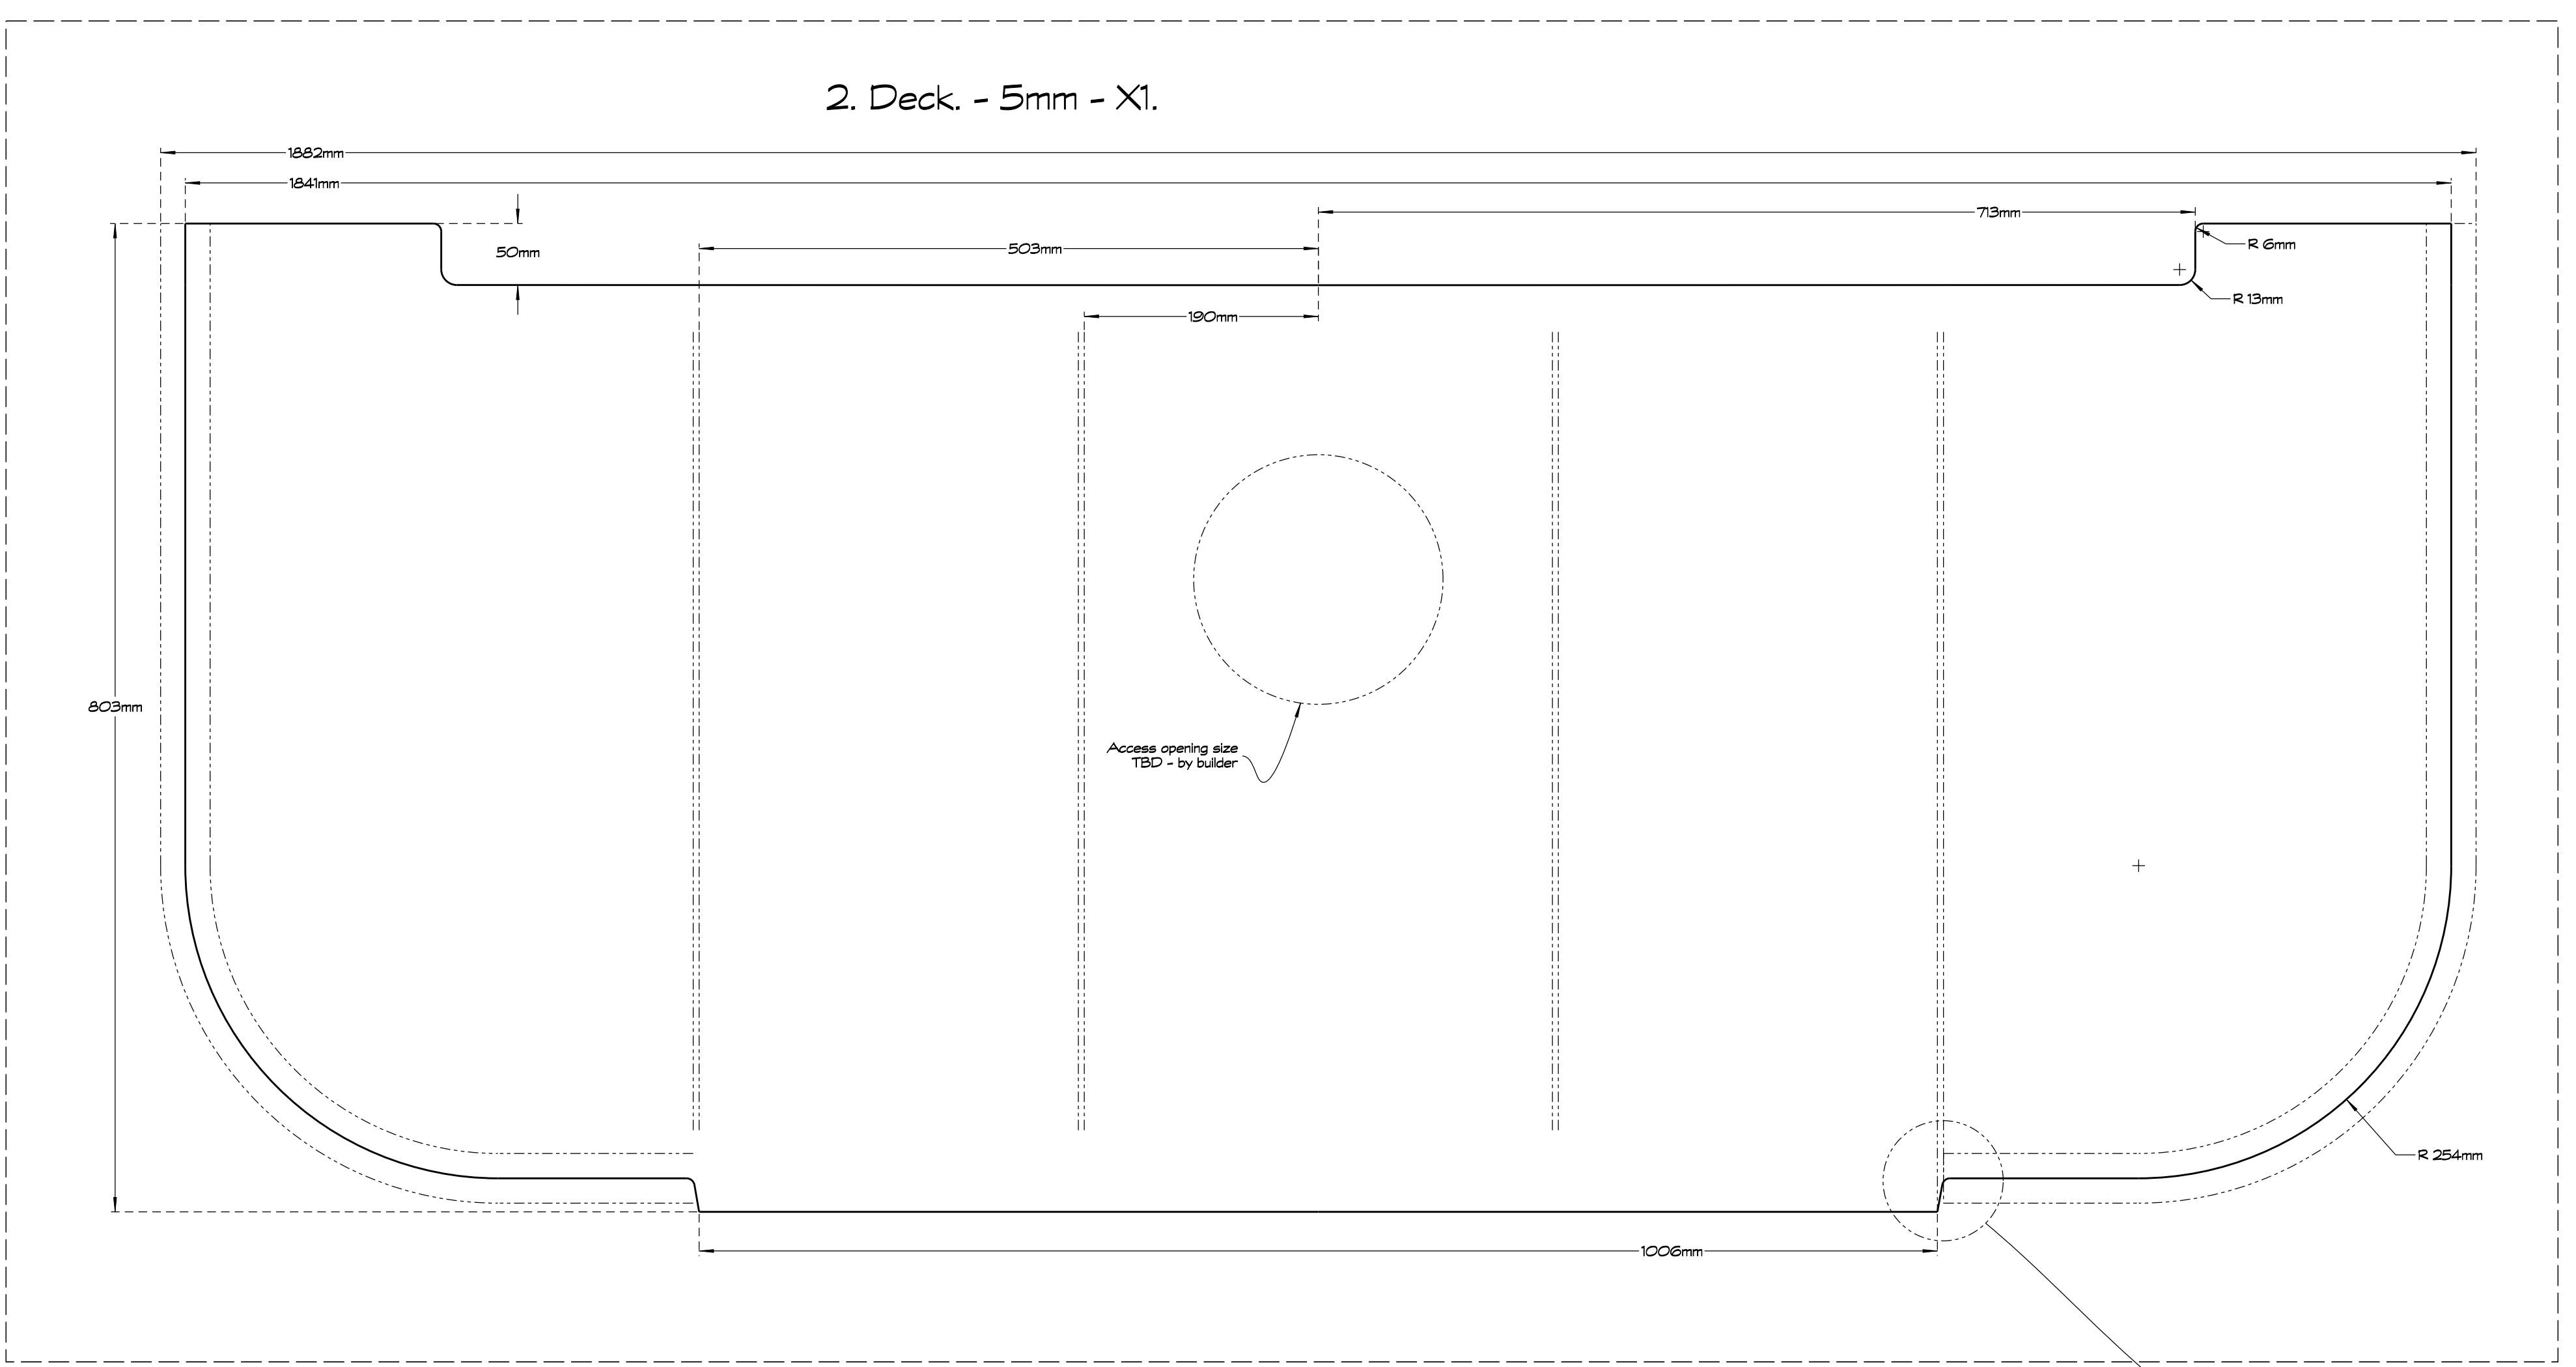 2. Deck. - 5mm - X1.
1882mm
1841mm
713mm
R 6mm
503mm
50mm
R 13mm
190mm
803mm
Access opening size
TBD - by builder
R 254mm
1006mm